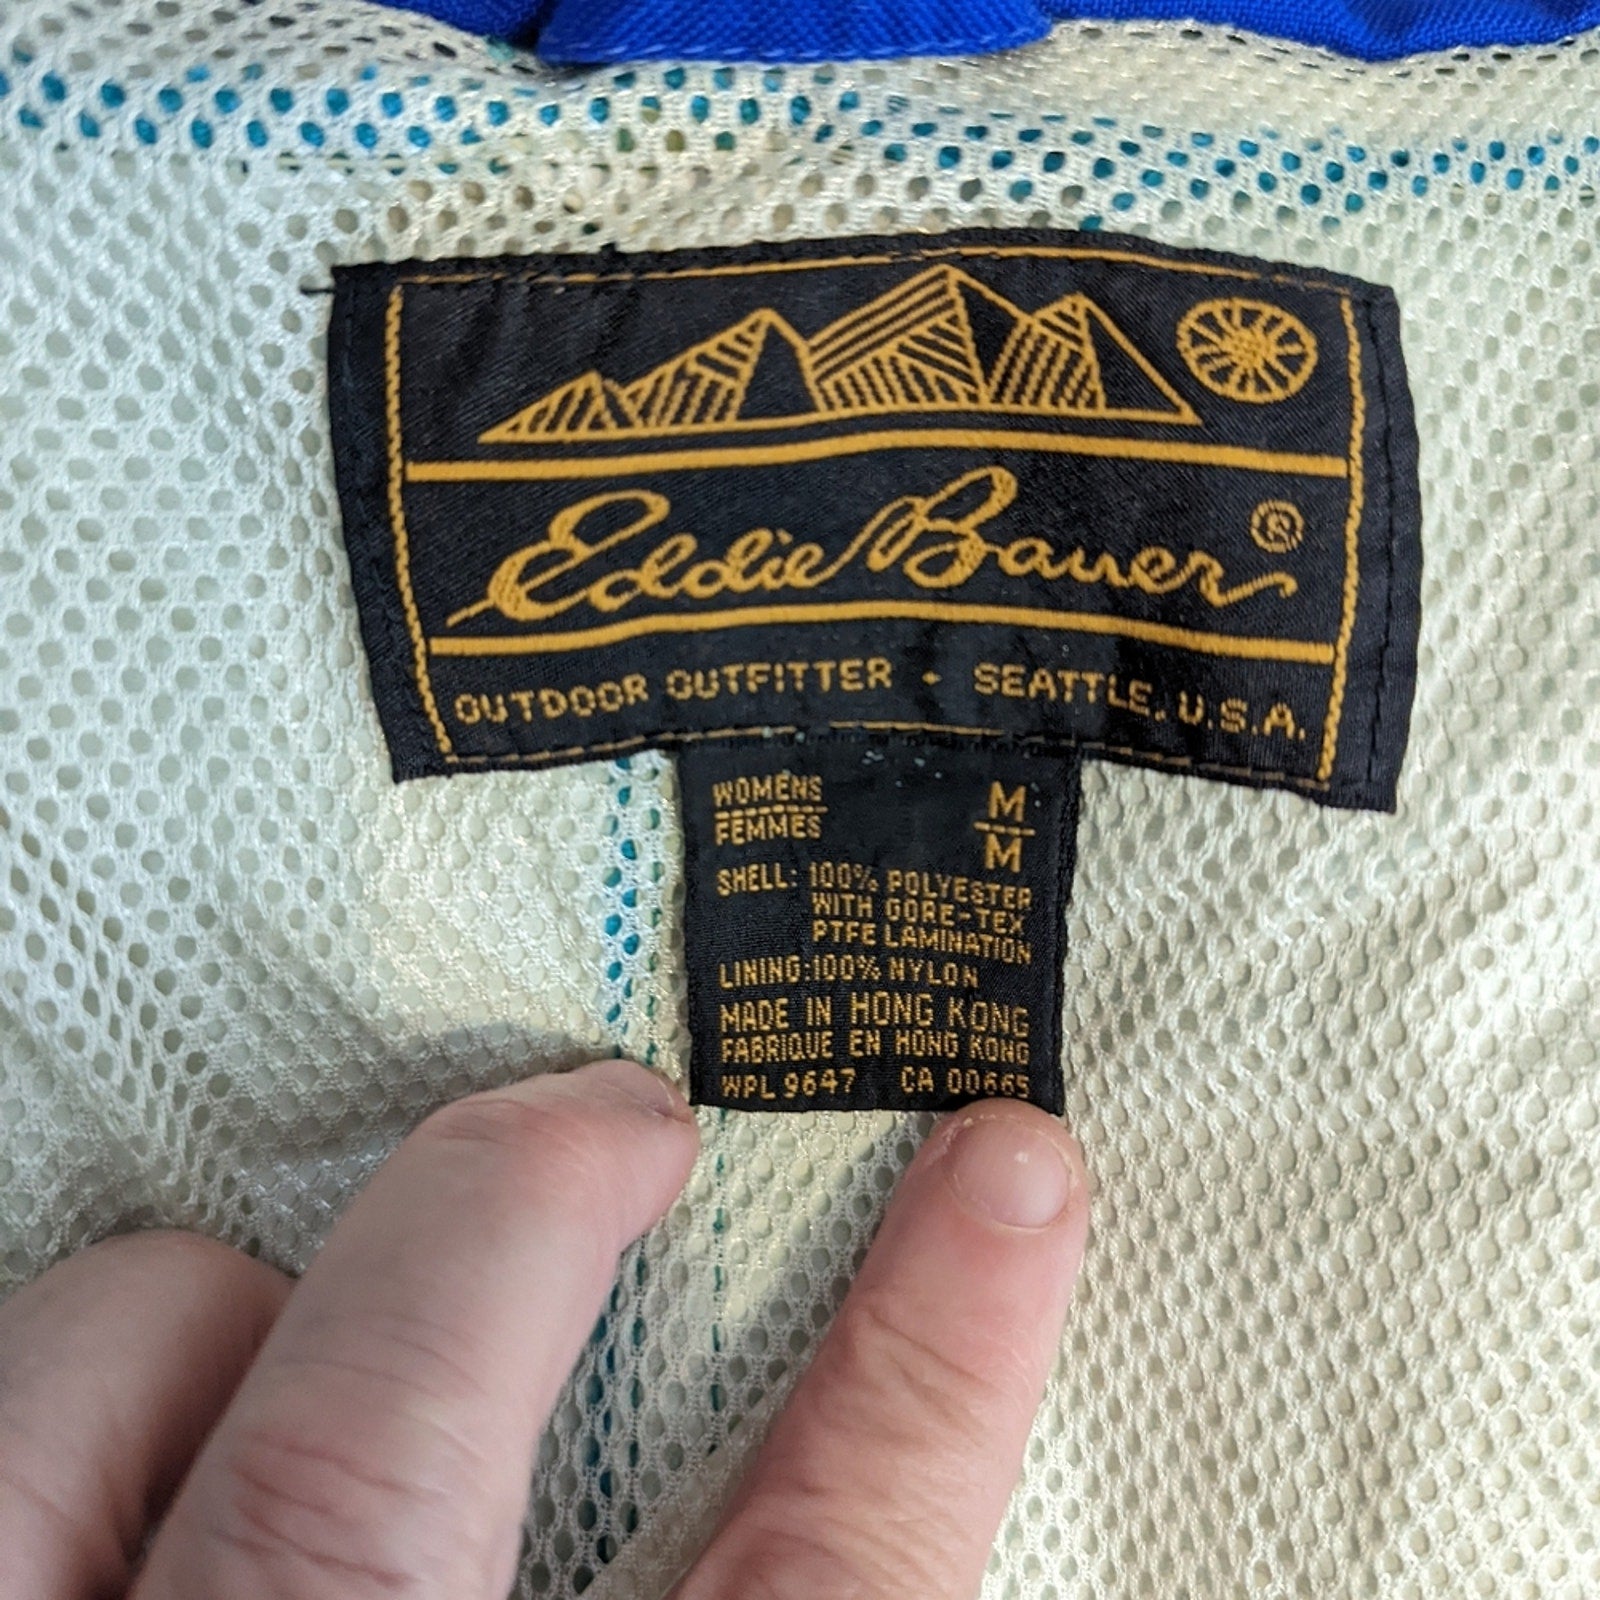 Eddie Bauer®
OUTDOOR OUTFITTER • SEATTLE, U.S.A.
WOMENS M
FEMMES M
SHELL: 100% POLYESTER
WITH GORE-TEX
PTFE LAMINATION
LINING: 100% NYLON
MADE IN HONG KONG
FABRIQUE EN HONG KONG
WPL 9647 CA 00665